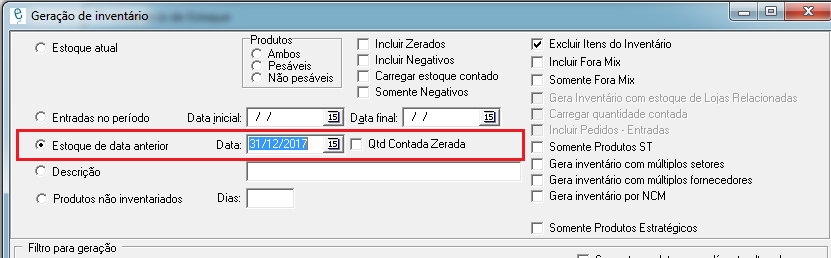 Geração de inventário
Estoque atual
Produtos
Ambos
Pesáveis
Não pesáveis
Incluir Zerados
Incluir Negativos
Carregar estoque contado
Somente Negativos
Excluir Itens do Inventário
Incluir Fora Mix
Somente Fora Mix
Gera Inventário com estoque de Lojas Relacionadas
Carregar quantidade contada
Incluir Pedidos - Entradas
Somente Produtos ST
Gera inventário com múltiplos setores
Gera inventário com múltiplos fornecedores
Gera inventário por NCM
Somente Produtos Estratégicos
Entradas no período Data inicial: / / 15 Data final: / / 15
Estoque de data anterior Data: 31/12/2017 15 Qtd Contada Zerada
Descrição
Produtos não inventariados Dias:
Filtro para geração